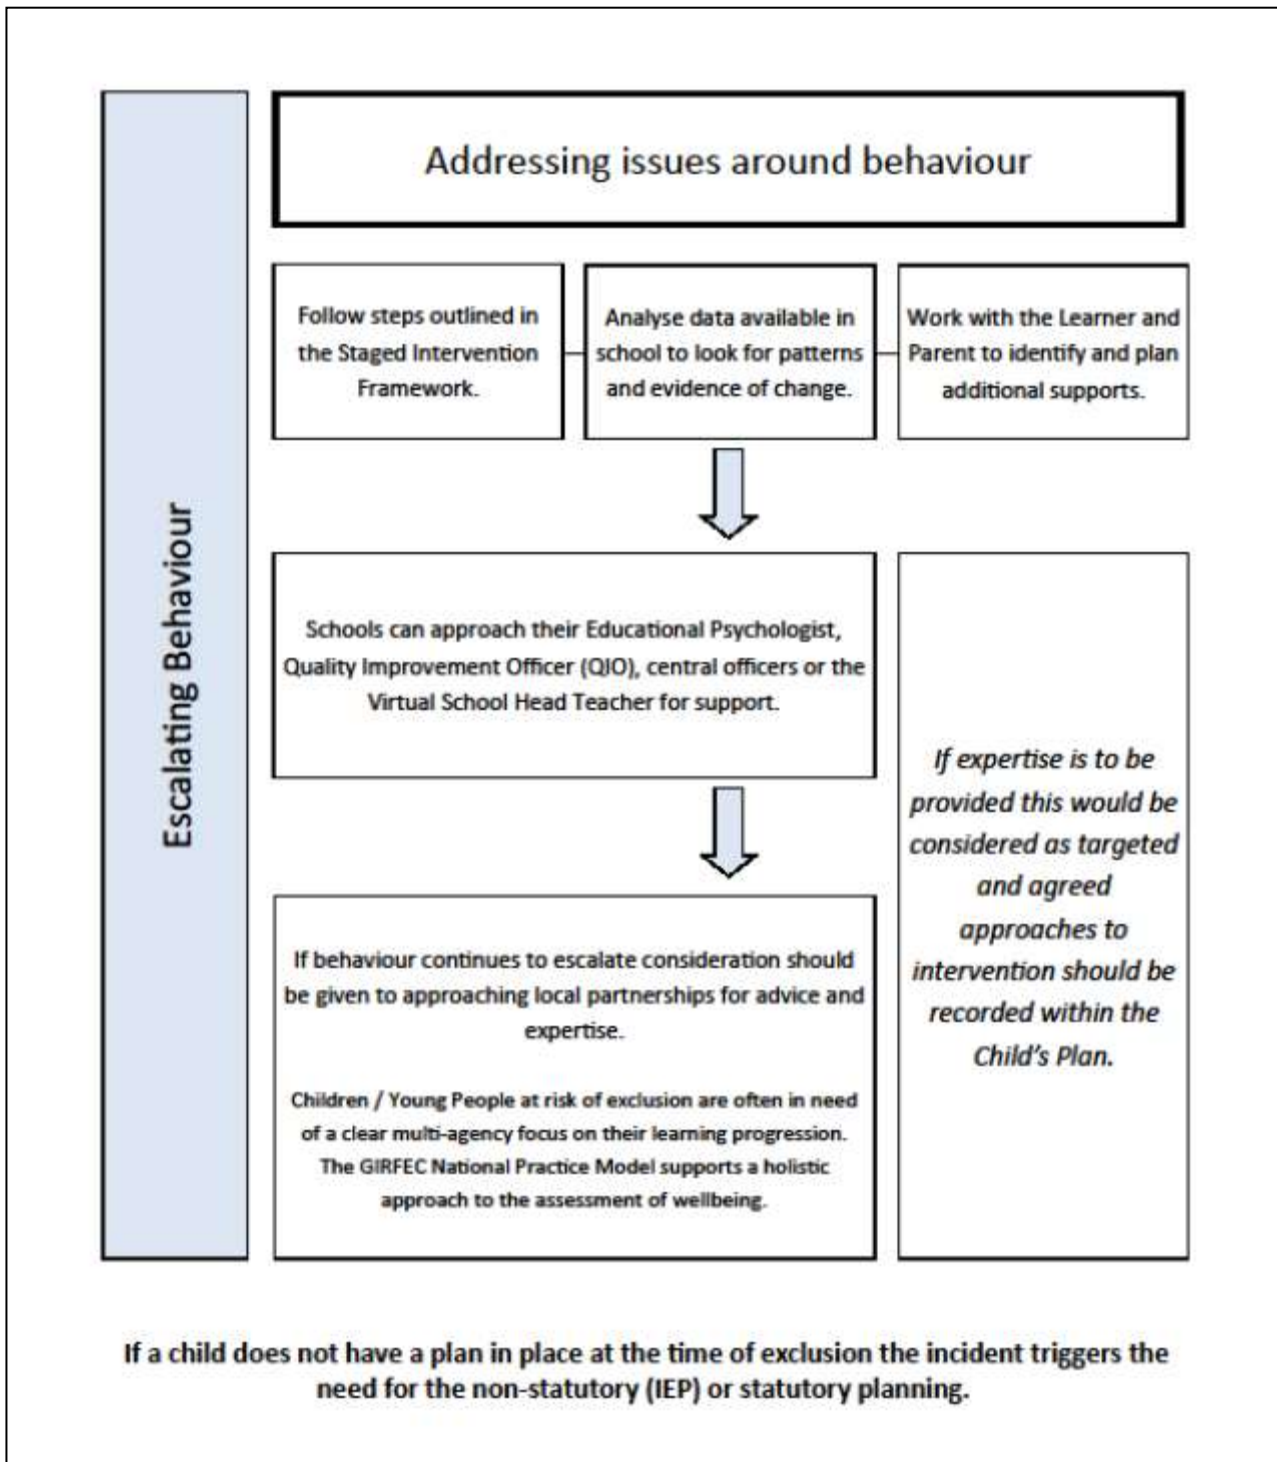 Addressing issues around behaviour
Follow steps outlined in
the Staged Intervention
Framework.
Analyse data available in
school to look for patterns
and evidence of change.
Work with the Learner and
Parent to identify and plan
additional supports.
Escalating Behaviour
Schools can approach their Educational Psychologist,
Quality Improvement Officer (QIO), central officers or the
Virtual School Head Teacher for support.
If expertise is to be
provided this would be
considered as targeted
and agreed
approaches to
intervention should be
recorded within the
Child's Plan.
If behaviour continues to escalate consideration should
be given to approaching local partnerships for advice and
expertise.
Children / Young People at risk of exclusion are often in need
of a clear multi-agency focus on their learning progression.
The GIRFEC National Practice Model supports a holistic
approach to the assessment of wellbeing.
If a child does not have a plan in place at the time of exclusion the incident triggers the
need for the non-statutory (IEP) or statutory planning.